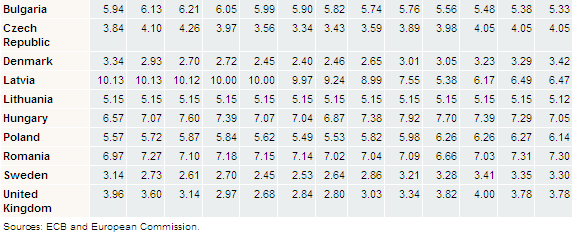 Bulgaria 5.94 6.13 6.21 6.05 5.99 5.90 5.82 5.74 5.76 5.56 5.48 5.38 5.33
Czech 3.84 4.10 4.26 3.97 3.56 3.34 3.43 3.59 3.89 3.98 4.05 4.05 4.05
Republic
Denmark 3.34 2.93 2.70 2.72 2.45 2.40 2.46 2.65 3.01 3.05 3.23 3.29 3.42
Latvia 10.13 10.13 10.12 10.00 10.00 9.97 9.24 8.99 7.55 5.38 6.17 6.49 6.47
Lithuania 5.15 5.15 5.15 5.15 5.15 5.15 5.15 5.15 5.15 5.15 5.15 5.15 5.12
Hungary 6.57 7.07 7.60 7.39 7.07 7.04 6.87 7.38 7.92 7.70 7.39 7.29 7.05
Poland 5.57 5.72 5.87 5.84 5.62 5.49 5.53 5.82 5.98 6.26 6.26 6.27 6.14
Romania 6.97 7.27 7.10 7.18 7.15 7.14 7.02 7.04 7.09 6.66 7.03 7.31 7.30
Sweden 3.14 2.73 2.61 2.70 2.45 2.53 2.64 2.86 3.21 3.28 3.41 3.35 3.30
United 3.96 3.60 3.14 2.97 2.68 2.84 2.80 3.03 3.34 3.82 4.00 3.78 3.78
Kingdom
Sources: ECB and European Commission.